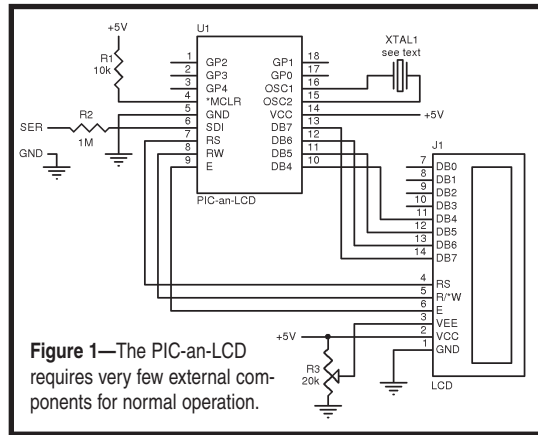 U1
+5V
XTAL1
see text
R1
10k
1 GP2 GP1 18
2 GP3 GP0 17
3 GP4 OSC1 16
4 *MCLR OSC2 15
5 GND VCC 14 +5V
R2
SER 6 SDI DB7 13
1M
7 RS DB6 12
GND 8 RW DB5 11
9 E DB4 10
PIC-an-LCD
J1
7 DB0
8 DB1
9 DB2
10 DB3
11 DB4
12 DB5
13 DB6
14 DB7
4 RS
5 R/*W
6 E
3 VEE
+5V 2 VCC
1 GND
R3
20k
LCD
Figure 1—The PIC-an-LCD
requires very few external com-
ponents for normal operation.